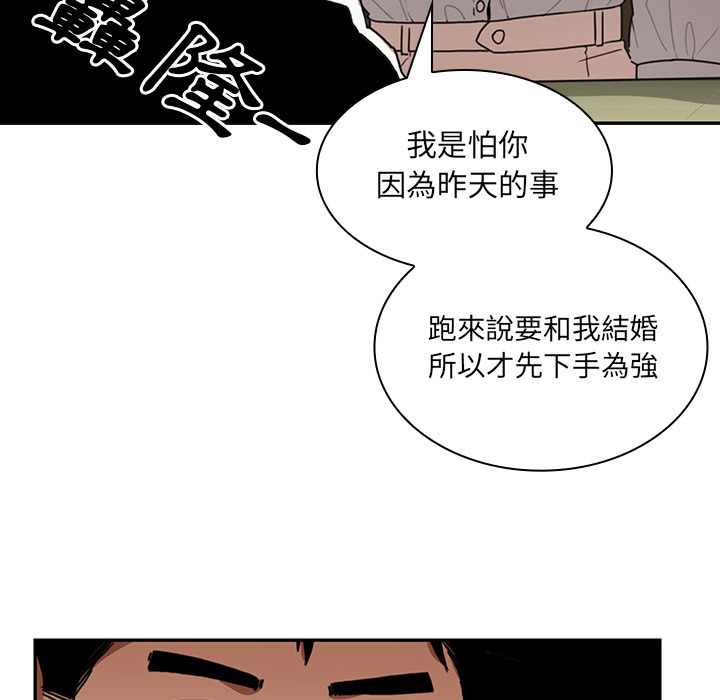 轟隆—
我是怕你
因為昨天的事
跑來說要和我結婚
所以才先下手為強